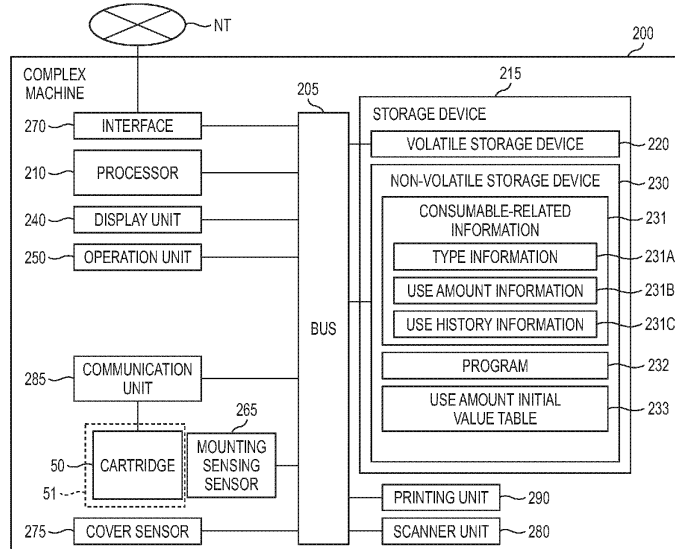 NT
200
COMPLEX
MACHINE
205
215
STORAGE DEVICE
270
INTERFACE
VOLATILE STORAGE DEVICE
220
210
PROCESSOR
NON-VOLATILE STORAGE DEVICE
230
CONSUMABLE-RELATED
INFORMATION
231
240
DISPLAY UNIT
TYPE INFORMATION
231A
250
OPERATION UNIT
USE AMOUNT INFORMATION
231B
USE HISTORY INFORMATION
231C
BUS
285
COMMUNICATION
UNIT
PROGRAM
232
USE AMOUNT INITIAL
VALUE TABLE
233
265
50
CARTRIDGE
MOUNTING
SENSING
SENSOR
51
PRINTING UNIT
290
275
COVER SENSOR
SCANNER UNIT
280